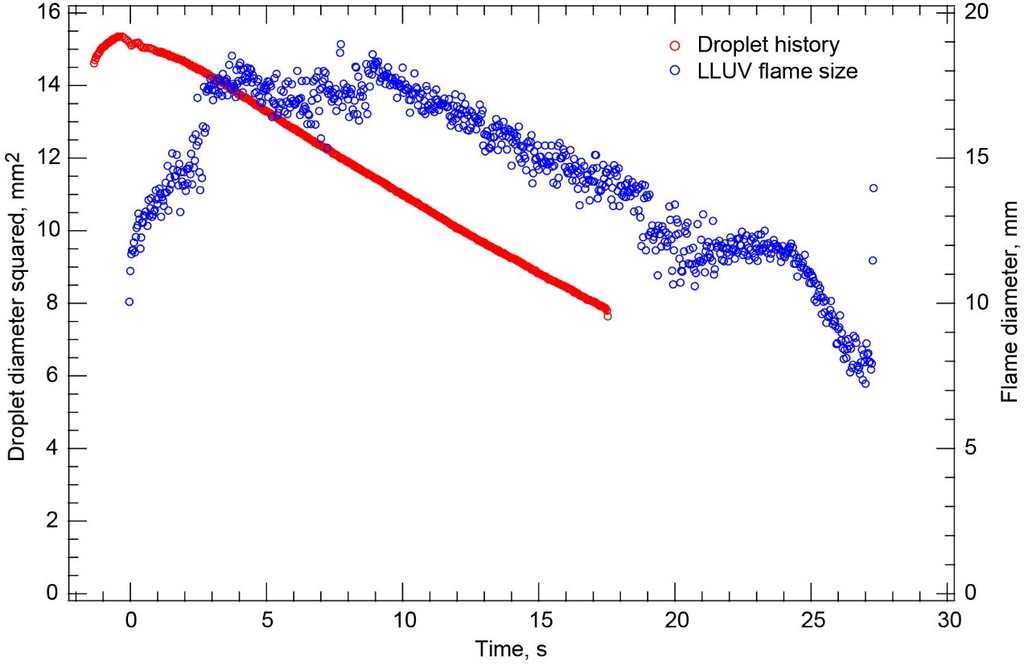 16
14
12
10
8
6
4
2
0
Droplet diameter squared, mm2
Droplet history
LLUV flame size
20
15
10
5
0
Flame diameter, mm
0 5 10 15 20 25 30
Time, s